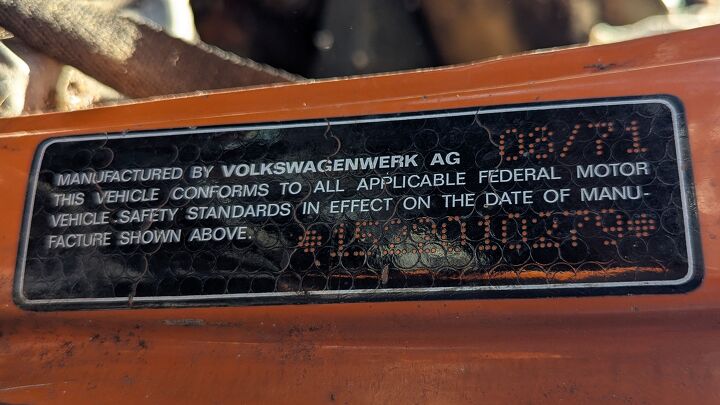 03/71
MANUFACTURED BY VOLKSWAGENWERK AG
THIS VEHICLE CONFORMS TO ALL APPLICABLE FEDERAL MOTOR
VEHICLE SAFETY STANDARDS IN EFFECT ON THE DATE OF MANU-
FACTURE SHOWN ABOVE.